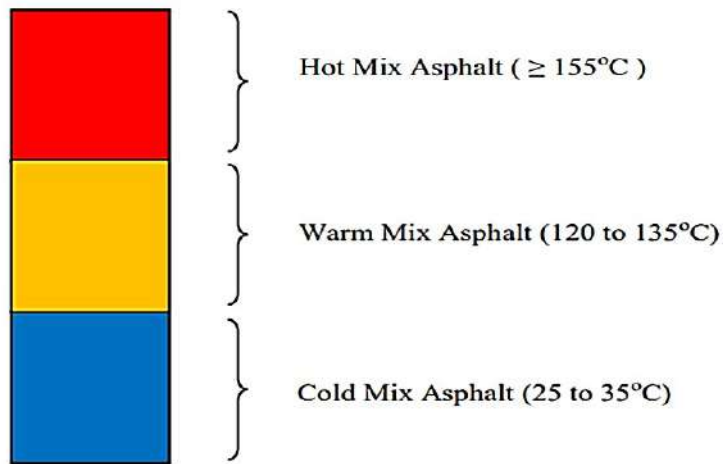 Hot Mix Asphalt ( ≥ 155°C )
Warm Mix Asphalt (120 to 135°C)
Cold Mix Asphalt (25 to 35°C)